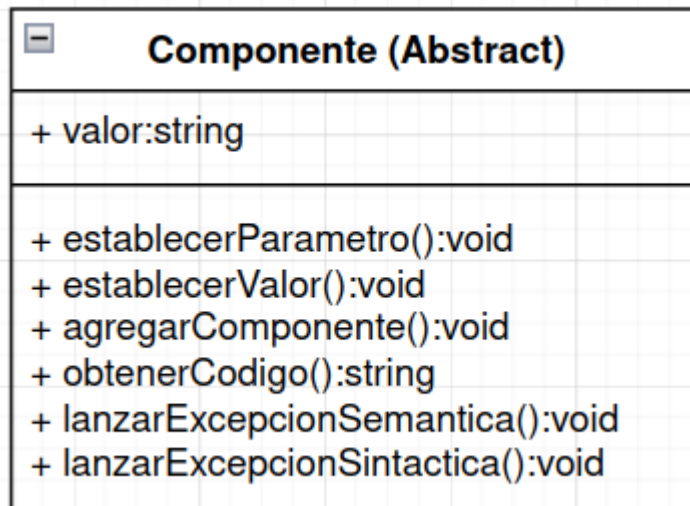 Componente (Abstract)
+ valor:string
+ establecerParametro():void
+ establecerValor():void
+ agregarComponente():void
+ obtenerCodigo():string
+ lanzarExcepcionSemantica():void
+ lanzarExcepcionSintactica():void